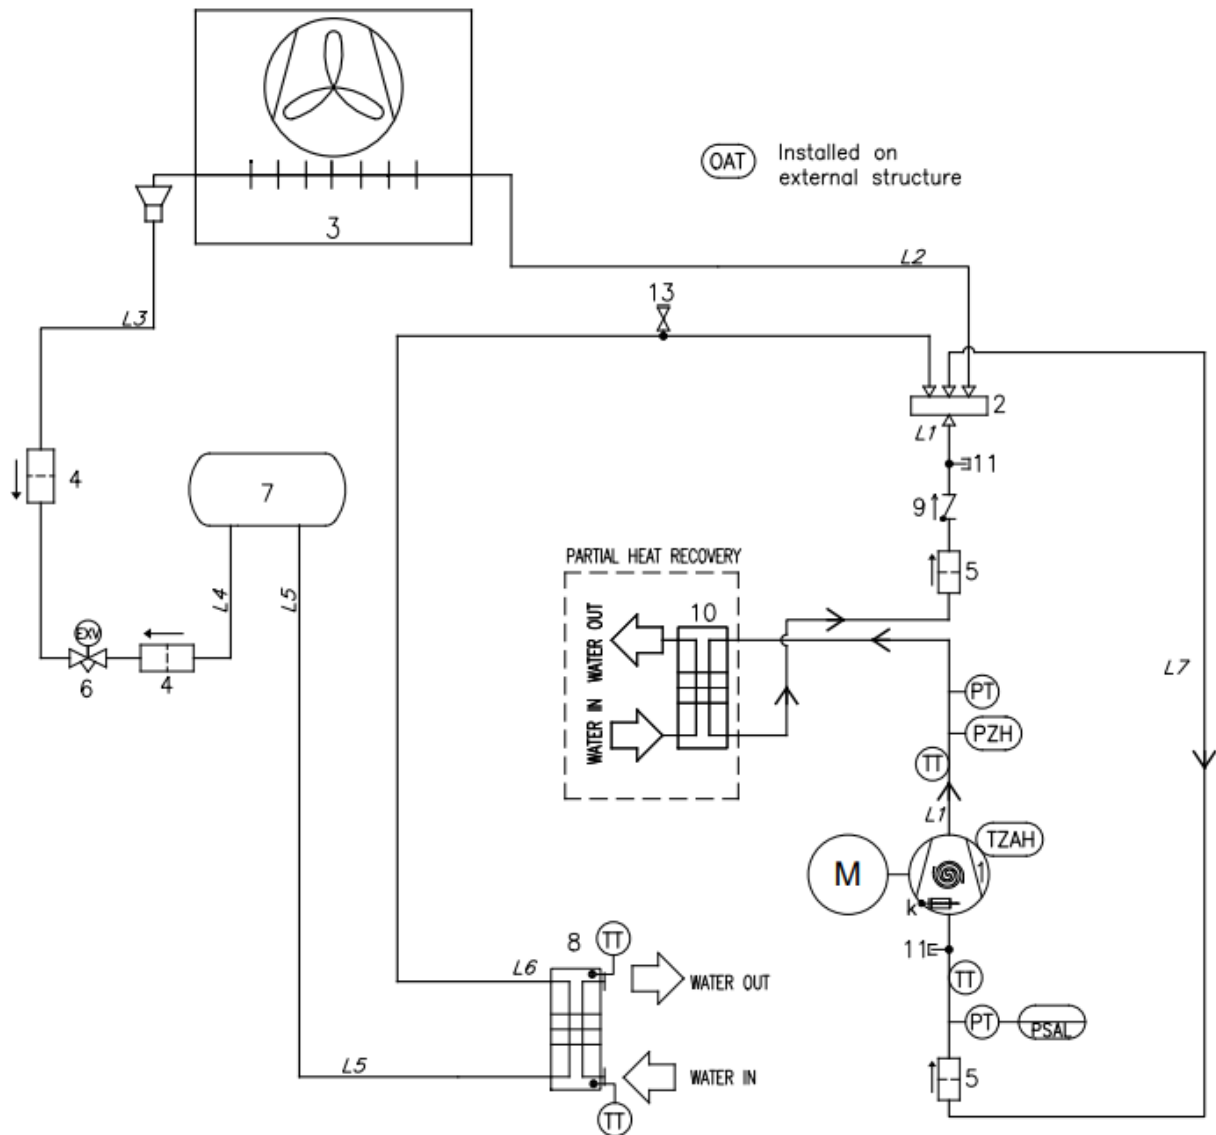 OAT
Installed on
external structure
3
L2
13
L3
2
L1
11
4
7
9
5
PARTIAL HEAT RECOVERY
10
L4
L5
WATER OUT
WATER IN
EXV
6
4
L7
PT
PZH
TT
L1
TZAH
M
1
k
11
8
TT
L6
WATER OUT
TT
PT
PSAL
L5
WATER IN
5
TT